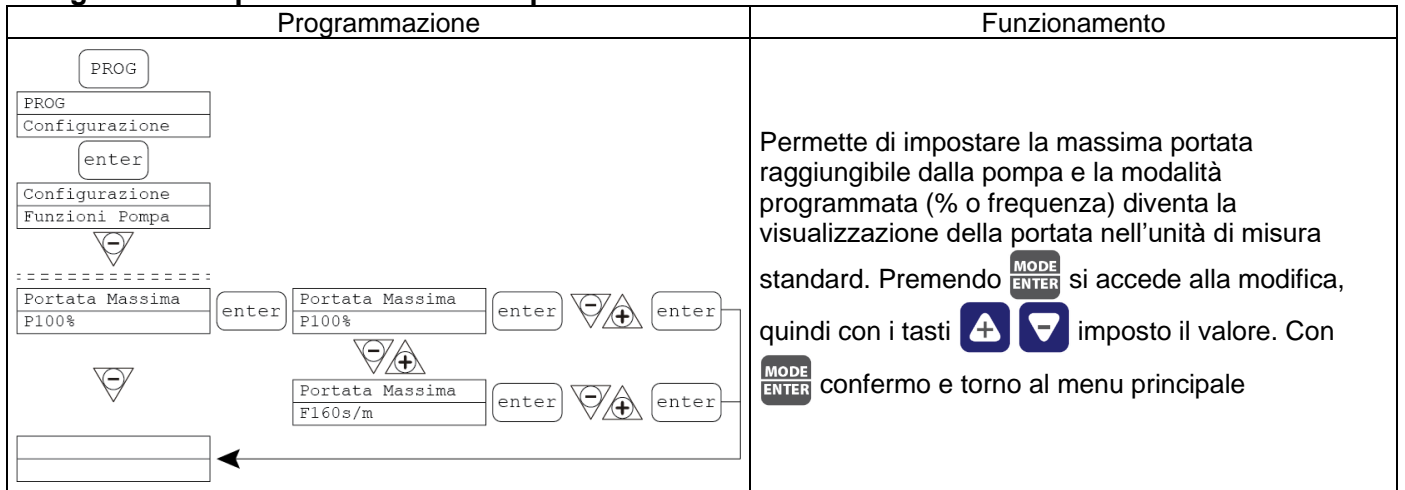 Programmazione
Funzionamento
PROG
PROG
Configurazione
enter
Configurazione
Funzioni Pompa
Portata Massima
P100%
enter
Portata Massima
P100%
enter
enter
Portata Massima
F160s/m
enter
enter
Permette di impostare la massima portata
raggiungibile dalla pompa e la modalità
programmata (% o frequenza) diventa la
visualizzazione della portata nell'unità di misura
standard. Premendo MODE ENTER si accede alla modifica,
quindi con i tasti + - imposto il valore. Con
MODE ENTER confermo e torno al menu principale